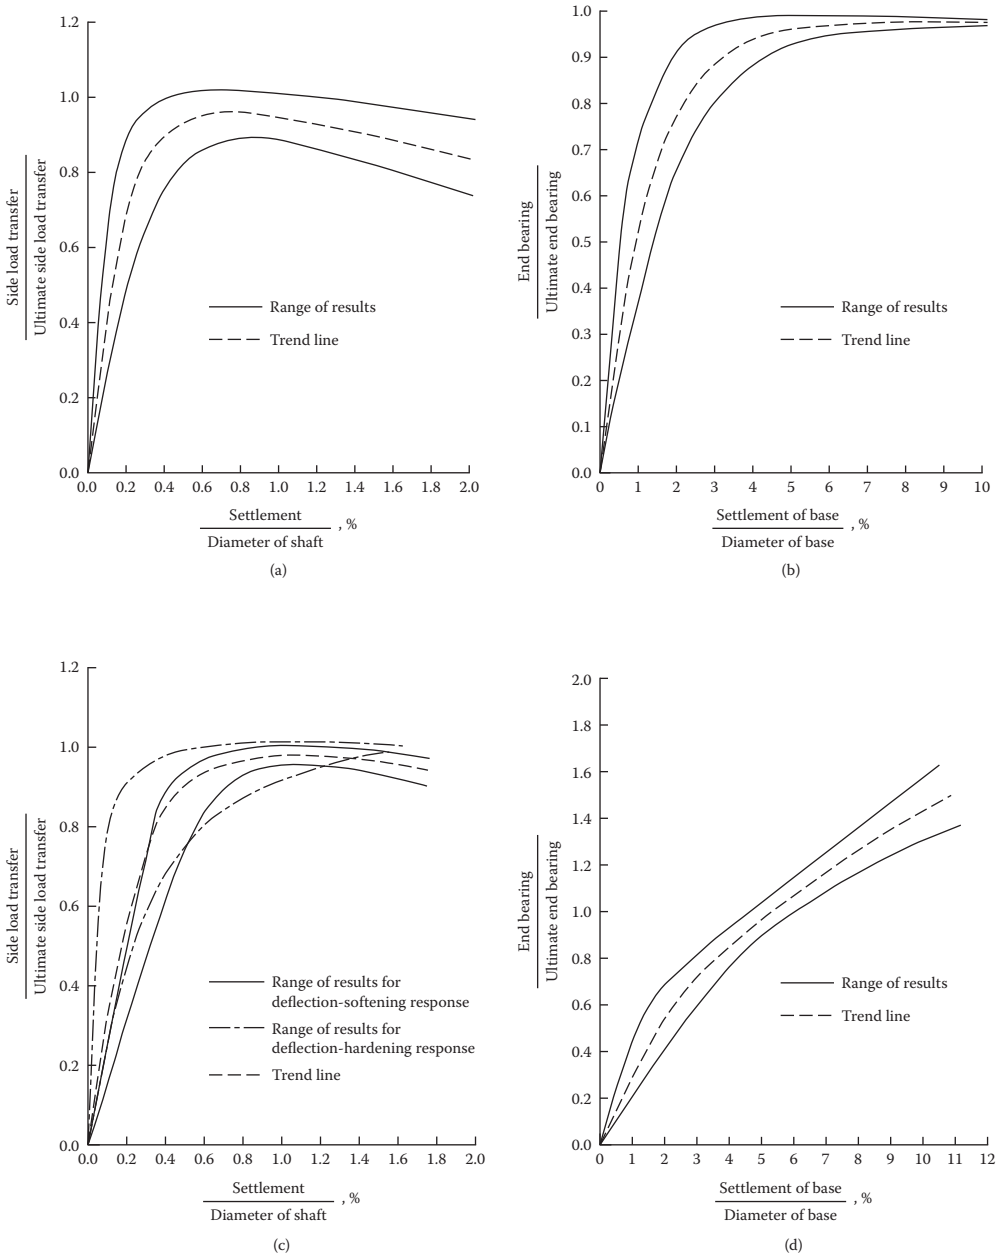 1.2
1.0
0.8
0.6
0.4
0.2
0.0
Side load transfer
Ultimate side load transfer
Range of results
Trend line
0.0 0.2 0.4 0.6 0.8 1.0 1.2 1.4 1.6 1.8 2.0
Settlement
Diameter of shaft
, %
(a)
1.0
0.9
0.8
0.7
0.6
0.5
0.4
0.3
0.2
0.1
0.0
End bearing
Ultimate end bearing
Range of results
Trend line
0 1 2 3 4 5 6 7 8 9 10
Settlement of base
Diameter of base
, %
(b)
1.2
1.0
0.8
0.6
0.4
0.2
0.0
Side load transfer
Ultimate side load transfer
Range of results for
deflection-softening response
Range of results for
deflection-hardening response
Trend line
0.0 0.2 0.4 0.6 0.8 1.0 1.2 1.4 1.6 1.8 2.0
Settlement
Diameter of shaft
, %
(c)
2.0
1.8
1.6
1.4
1.2
1.0
0.8
0.6
0.4
0.2
0.0
End bearing
Ultimate end bearing
Range of results
Trend line
0 1 2 3 4 5 6 7 8 9 10 11 12
Settlement of base
Diameter of base
, %
(d)